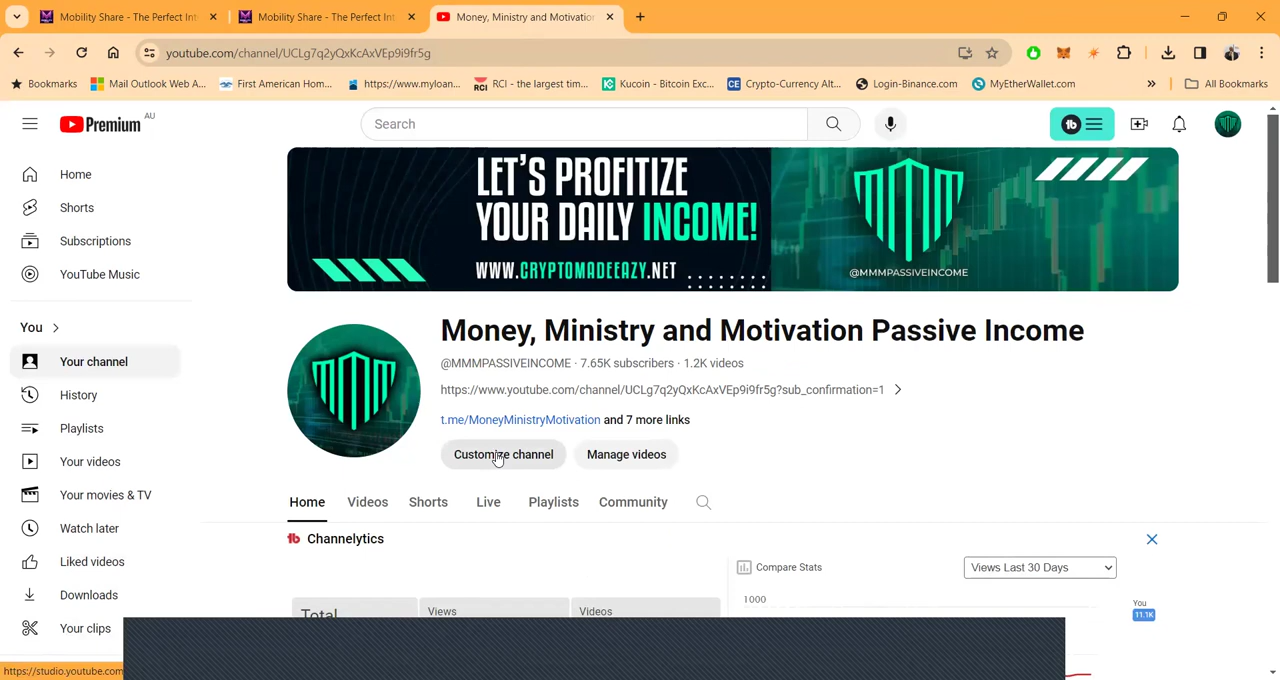 Mobility Share - The Perfect Int
Mobility Share - The Perfect Int
Money, Ministry and Motivation
youtube.com/channel/UCLg7q2yQxKcAxVEp9i9fr5g
Bookmarks
Mail Outlook Web A...
First American Hom...
https://www.myloan...
RCI - the largest tim...
Kucoin - Bitcoin Exc...
Crypto-Currency Alt...
Login-Binance.com
MyEtherWallet.com
All Bookmarks
Premium AU
Search
tb
Home
Shorts
Subscriptions
YouTube Music
You
Your channel
History
Playlists
Your videos
Your movies & TV
Watch later
Liked videos
Downloads
Your clips
https://studio.youtube.com
LET'S PROFITIZE
YOUR DAILY INCOME!
WWW.CRYPTOMADEEAZY.NET
@MMMPASSIVEINCOME
Money, Ministry and Motivation Passive Income
@MMMPASSIVEINCOME · 7.65K subscribers · 1.2K videos
https://www.youtube.com/channel/UCLg7q2yQxKcAxVEp9i9fr5g?sub_confirmation=1
t.me/MoneyMinistryMotivation and 7 more links
Customize channel
Manage videos
Home
Videos
Shorts
Live
Playlists
Community
tb Channelytics
Compare Stats
Views Last 30 Days
1000
You
11.1K
Total
Views
Videos